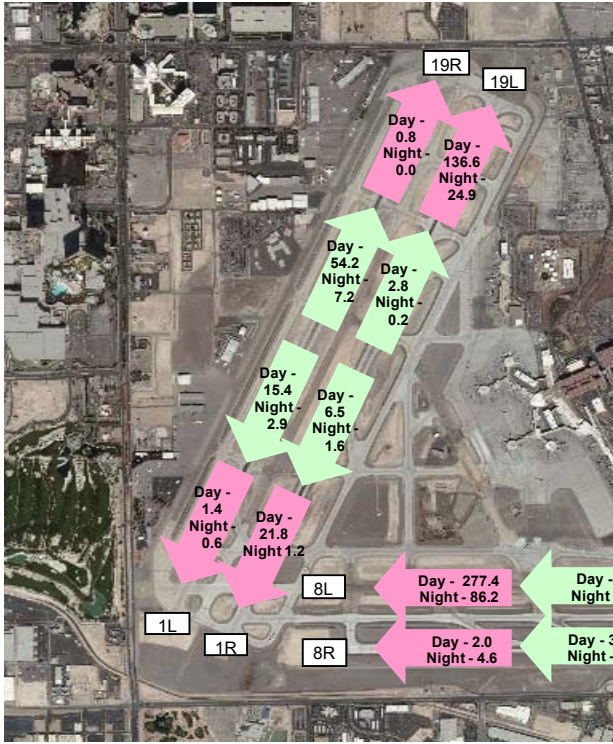 19R
19L
Day -
0.8
Night -
0.0
Day -
136.6
Night -
24.9
Day -
54.2
Night -
7.2
Day -
2.8
Night -
0.2
Day -
15.4
Night -
2.9
Day -
6.5
Night -
1.6
Day -
1.4
Night -
0.6
Day -
21.8
Night 1.2
8L
Day - 277.4
Night - 86.2
Day -
Night
1L
1R
8R
Day - 2.0
Night - 4.6
Day - 3
Night -